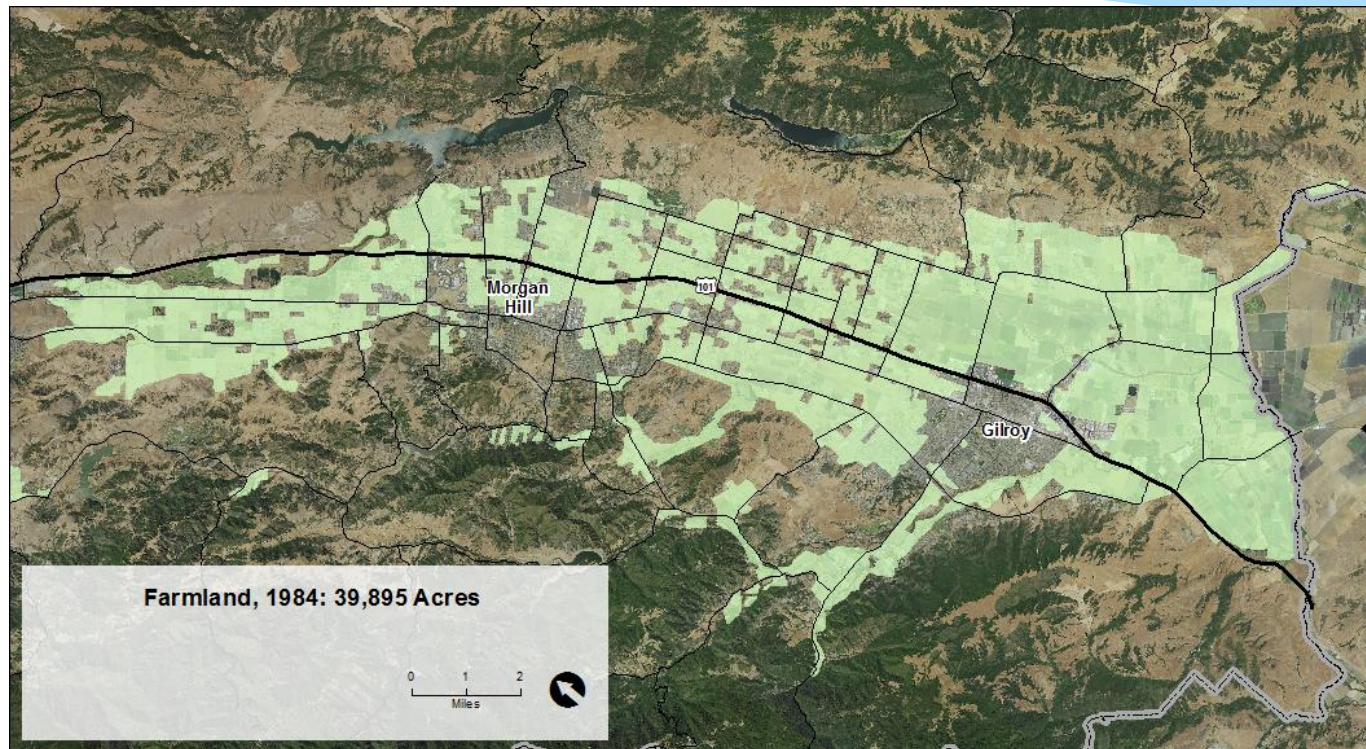 Morgan
Hill
101
Gilroy
Farmland, 1984: 39,895 Acres
0 1 2
Miles